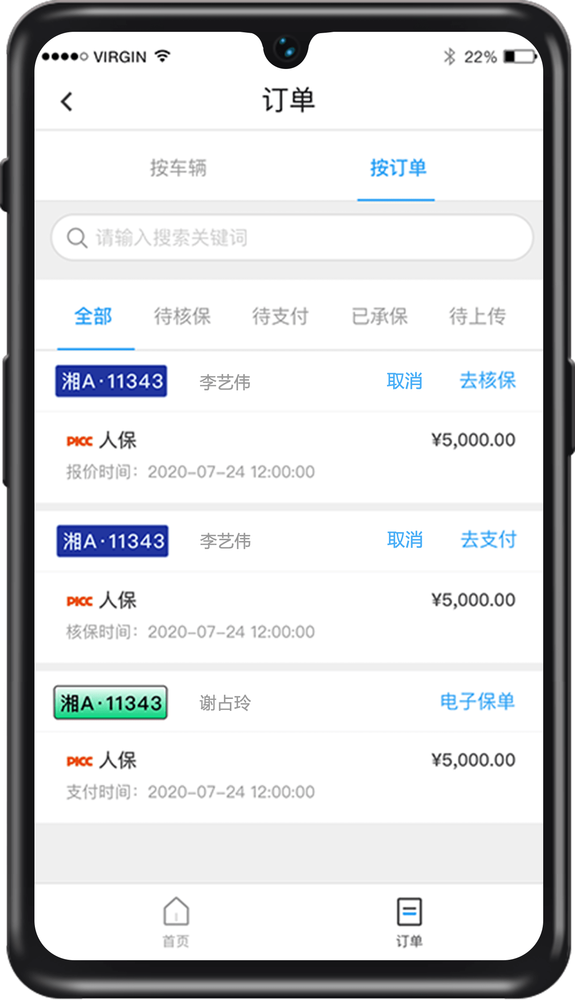 VIRGIN 22%
订单
按车辆 按订单
请输入搜索关键词
全部 待核保 待支付 已承保 待上传
湘A·11343 李艺伟 取消 去核保
PICC 人保 ¥5,000.00
报价时间：2020-07-24 12:00:00
湘A·11343 李艺伟 取消 去支付
PICC 人保 ¥5,000.00
核保时间：2020-07-24 12:00:00
湘A·11343 谢占玲 电子保单
PICC 人保 ¥5,000.00
支付时间：2020-07-24 12:00:00
首页 订单